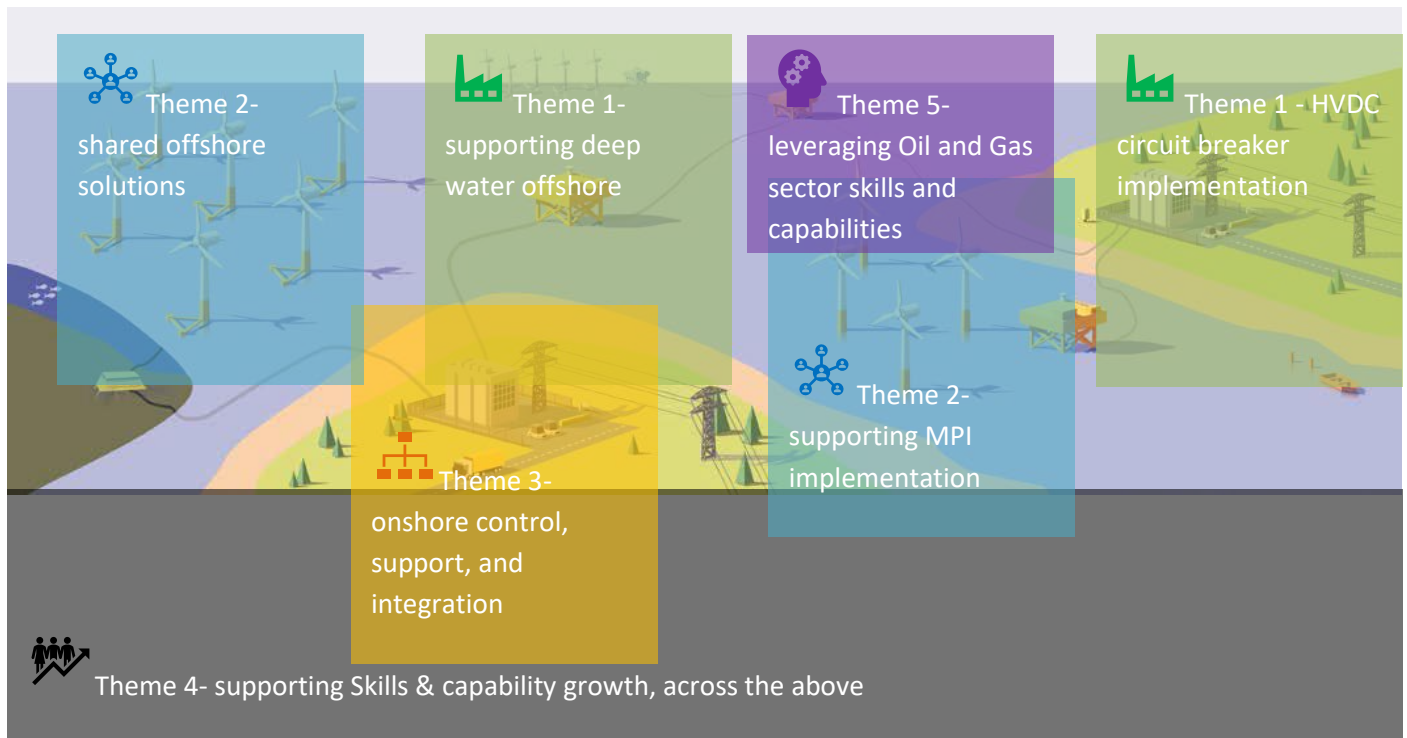 Theme 2-
shared offshore
solutions
Theme 1-
supporting deep
water offshore
Theme 5-
leveraging Oil and Gas
sector skills and
capabilities
Theme 1 - HVDC
circuit breaker
implementation
Theme 2-
supporting MPI
implementation
Theme 3-
onshore control,
support, and
integration
Theme 4- supporting Skills & capability growth, across the above